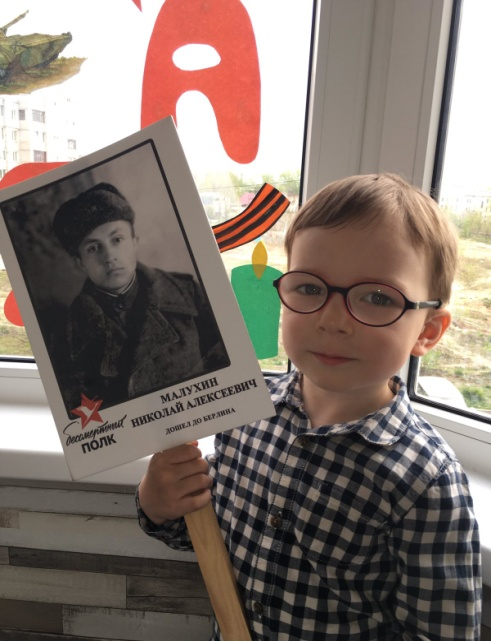 МАЛУХИН
НИКОЛАЙ АЛЕКСЕЕВИЧ
ДОШЕЛ ДО БЕРЛИНА
бессмертный
ПОЛК